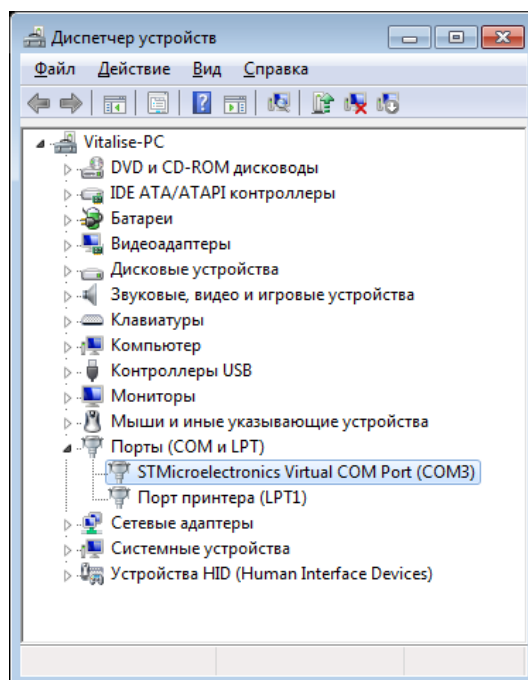 Диспетчер устройств
Файл Действие Вид Справка
Vitalise-PC
DVD и CD-ROM дисководы
IDE ATA/ATAPI контроллеры
Батареи
Видеоадаптеры
Дисковые устройства
Звуковые, видео и игровые устройства
Клавиатуры
Компьютер
Контроллеры USB
Мониторы
Мыши и иные указывающие устройства
Порты (COM и LPT)
STMicroelectronics Virtual COM Port (COM3)
Порт принтера (LPT1)
Сетевые адаптеры
Системные устройства
Устройства HID (Human Interface Devices)